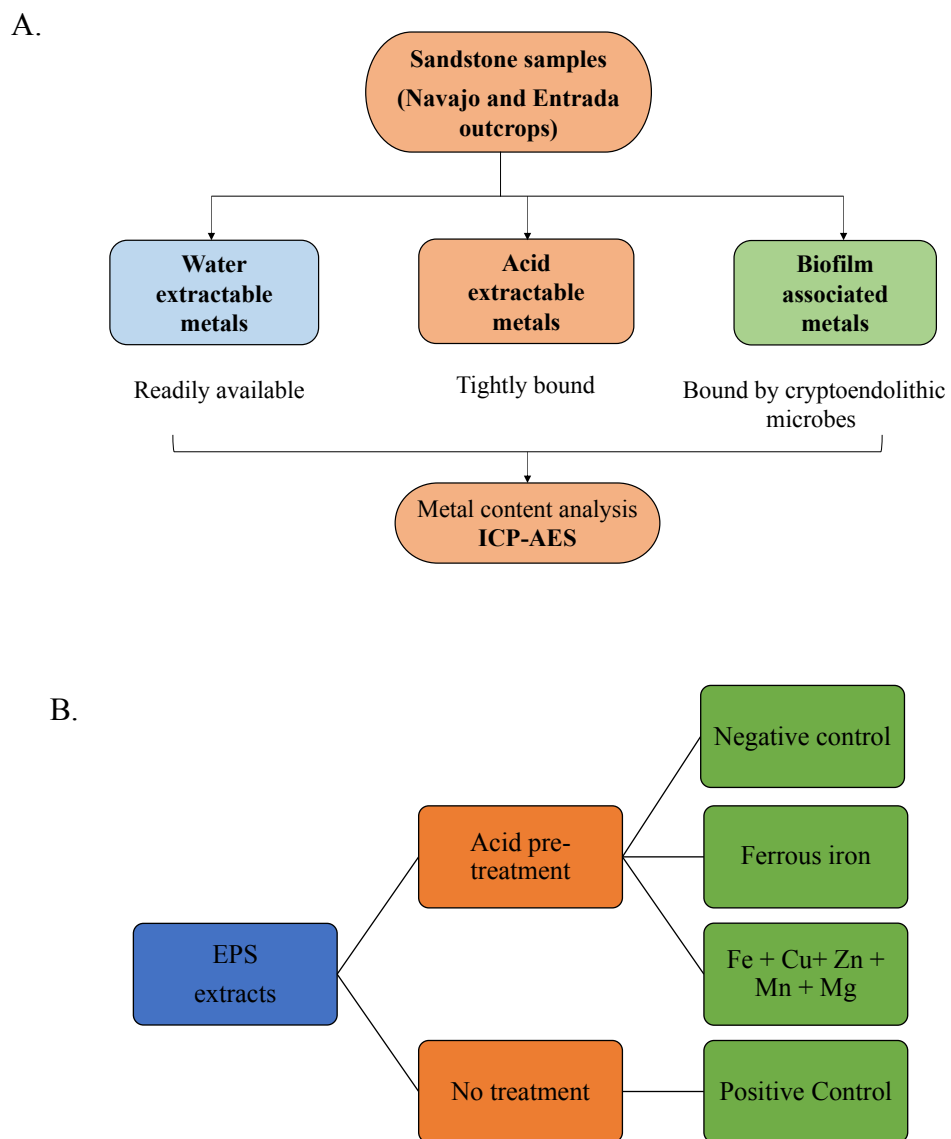 A.
Sandstone samples
(Navajo and Entrada
outcrops)
Water
extractable
metals
Acid
extractable
metals
Biofilm
associated
metals
Readily available
Tightly bound
Bound by cryptoendolithic
microbes
Metal content analysis
ICP-AES
B.
EPS
extracts
Acid pre-
treatment
No treatment
Negative control
Ferrous iron
Fe + Cu+ Zn +
Mn + Mg
Positive Control